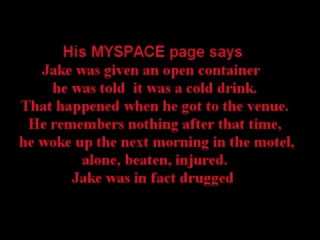 His MYSPACE page says
Jake was given an open container
he was told it was a cold drink.
That happened when he got to the venue.
He remembers nothing after that time,
he woke up the next morning in the motel,
alone, beaten, injured.
Jake was in fact drugged